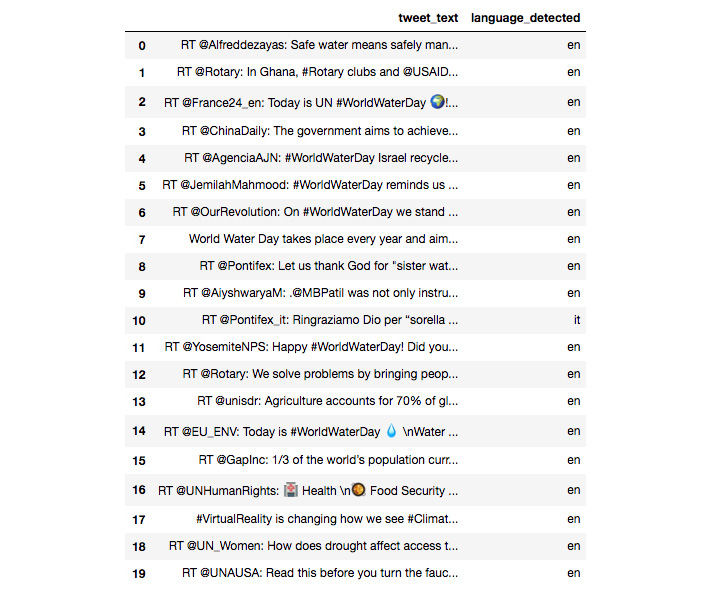 tweet_text language_detected
0 RT @Alfreddezayas: Safe water means safely man... en
1 RT @Rotary: In Ghana, #Rotary clubs and @USAID... en
2 RT @France24_en: Today is UN #WorldWaterDay 🌍!... en
3 RT @ChinaDaily: The government aims to achieve... en
4 RT @AgenciaAJN: #WorldWaterDay Israel recycle... en
5 RT @JemilahMahmood: #WorldWaterDay reminds us ... en
6 RT @OurRevolution: On #WorldWaterDay we stand ... en
7 World Water Day takes place every year and aim... en
8 RT @Pontifex: Let us thank God for "sister wat... en
9 RT @AiyshwaryaM: .@MBPatil was not only instru... en
10 RT @Pontifex_it: Ringraziamo Dio per “sorella ... it
11 RT @YosemiteNPS: Happy #WorldWaterDay! Did you... en
12 RT @Rotary: We solve problems by bringing peop... en
13 RT @unisdr: Agriculture accounts for 70% of gl... en
14 RT @EU_ENV: Today is #WorldWaterDay 💧 \nWater ... en
15 RT @GapInc: 1/3 of the world’s population curr... en
16 RT @UNHumanRights: 🏥 Health \n🥘 Food Security ... en
17 #VirtualReality is changing how we see #Climat... en
18 RT @UN_Women: How does drought affect access t... en
19 RT @UNAUSA: Read this before you turn the fauc... en